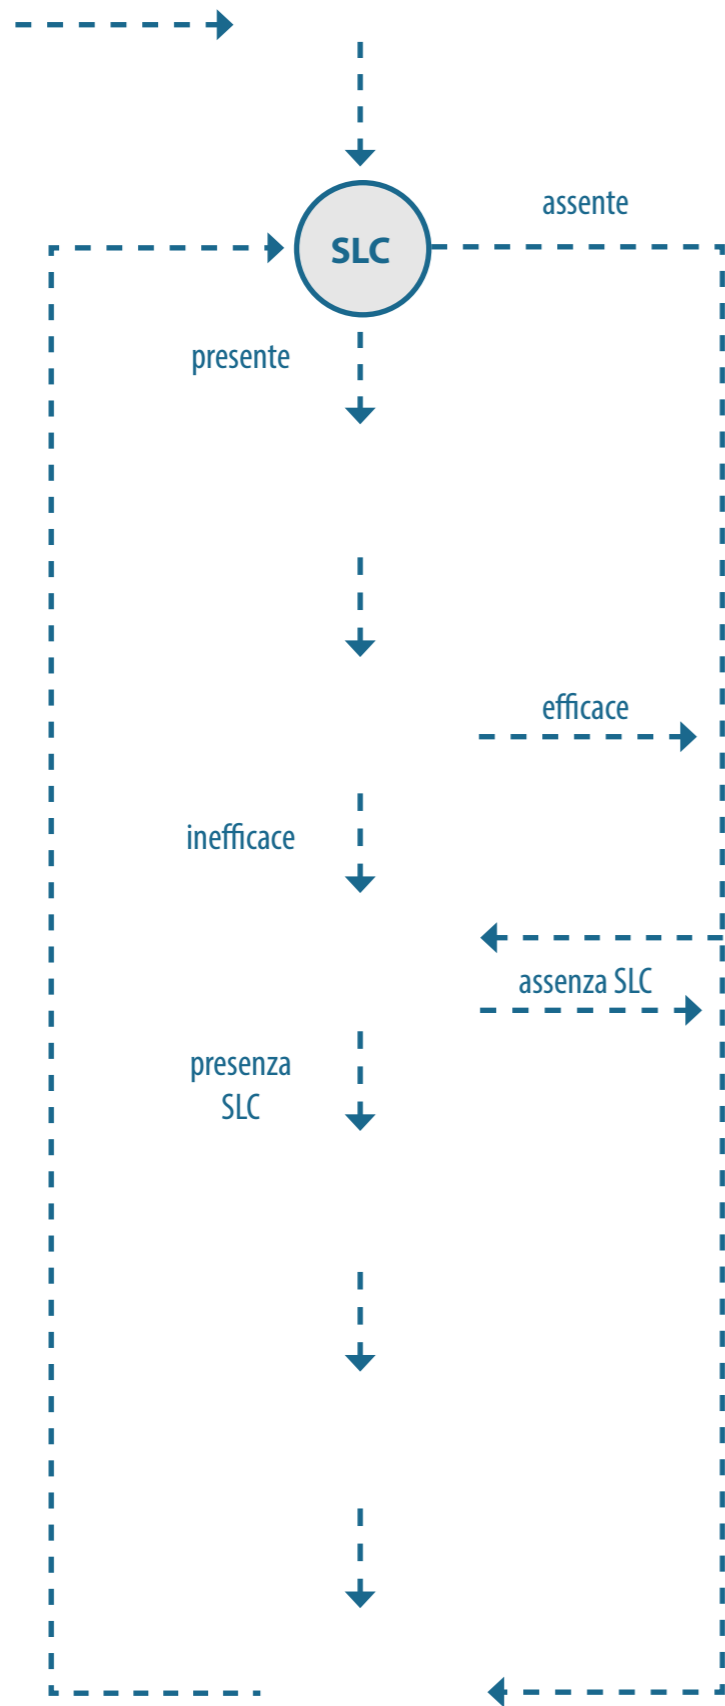 assente
SLC
presente
efficace
inefficace
assenza SLC
presenza
SLC